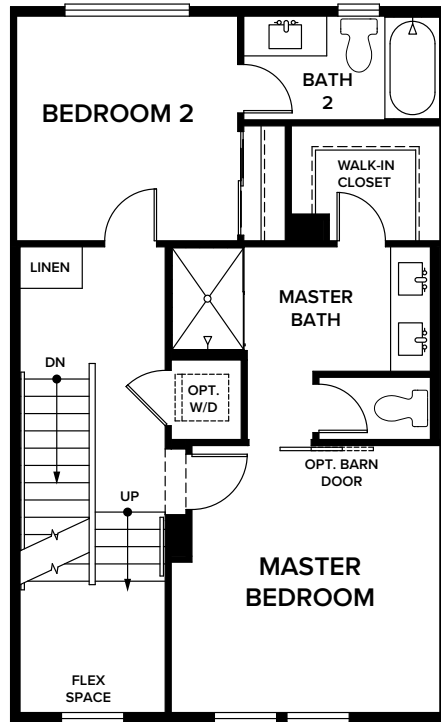 BEDROOM 2
BATH
2
WALK-IN
CLOSET
LINEN
MASTER
BATH
DN
OPT.
W/D
OPT. BARN
DOOR
UP
MASTER
BEDROOM
FLEX
SPACE